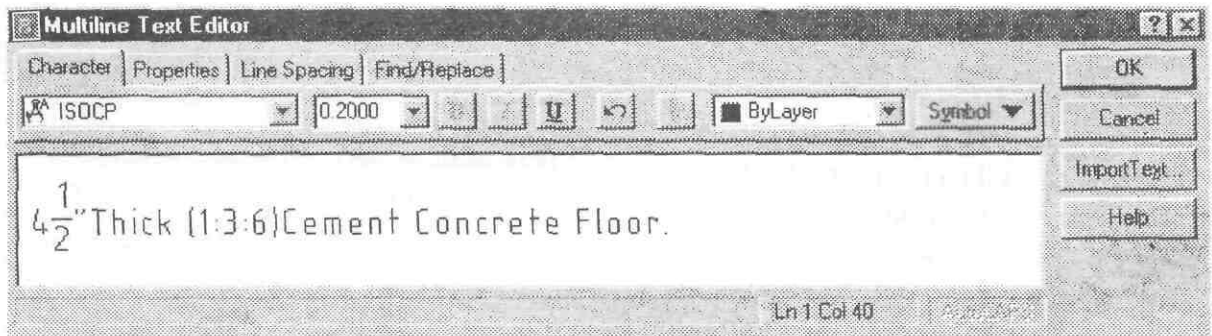 Multiline Text Editor
Character Properties Line Spacing Find/Replace
ISOCP 0.2000 B I U ByLayer Symbol
OK
Cancel
ImportText...
Help
4 1/2"Thick (1:3:6)Cement Concrete Floor.
Ln 1 Col 40 AutoCAPS